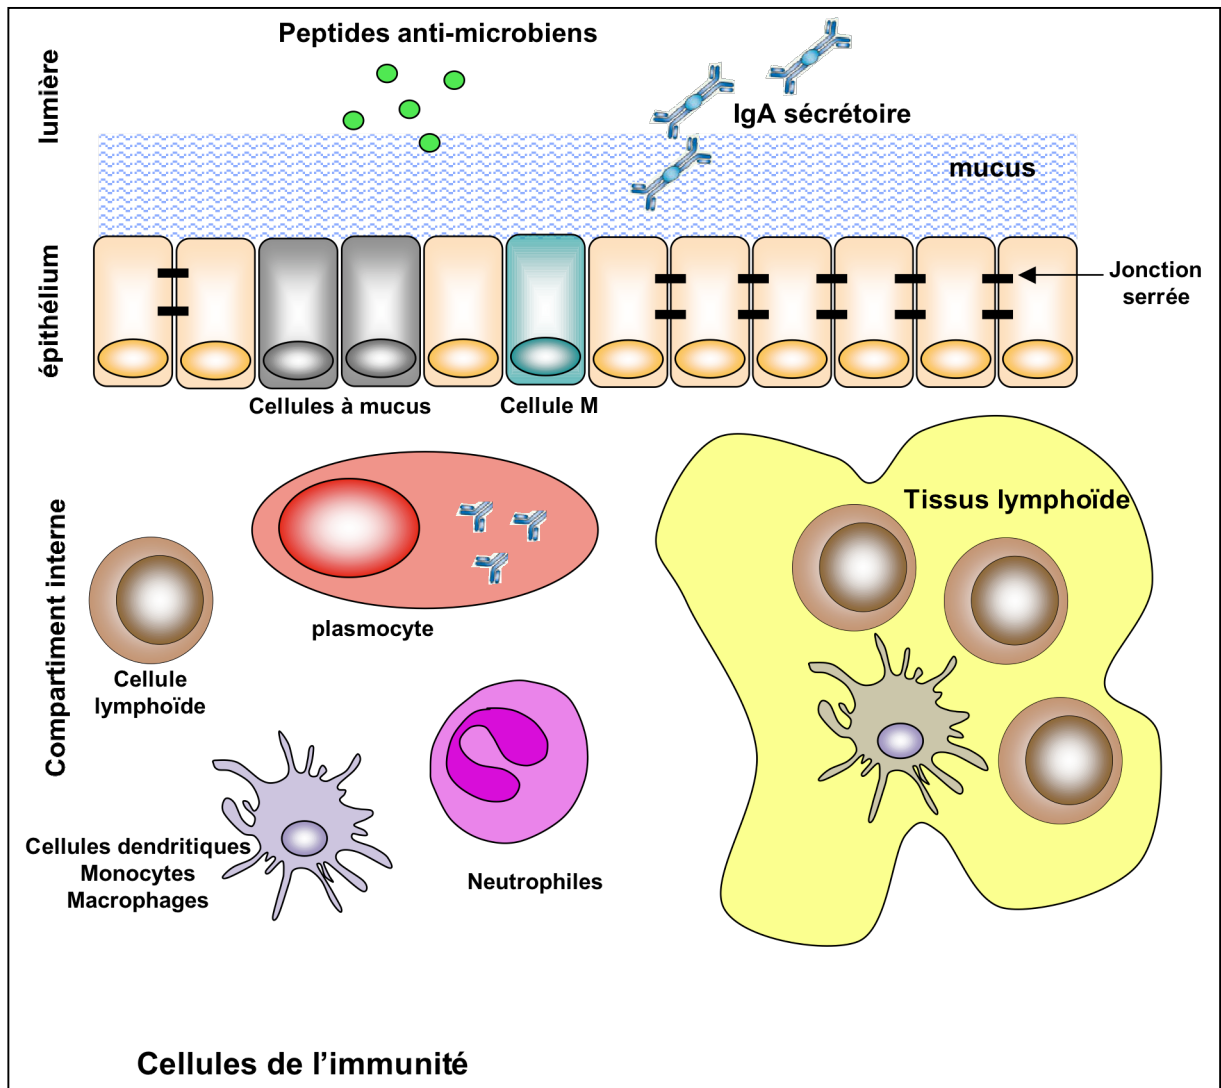 Peptides anti-microbiens
lumière
IgA sécrétoire
mucus
épithélium
Jonction
serrée
Cellules à mucus
Cellule M
Compartiment interne
Tissus lymphoïde
plasmocyte
Cellule
lymphoïde
Cellules dendritiques
Monocytes
Macrophages
Neutrophiles
Cellules de l’immunité